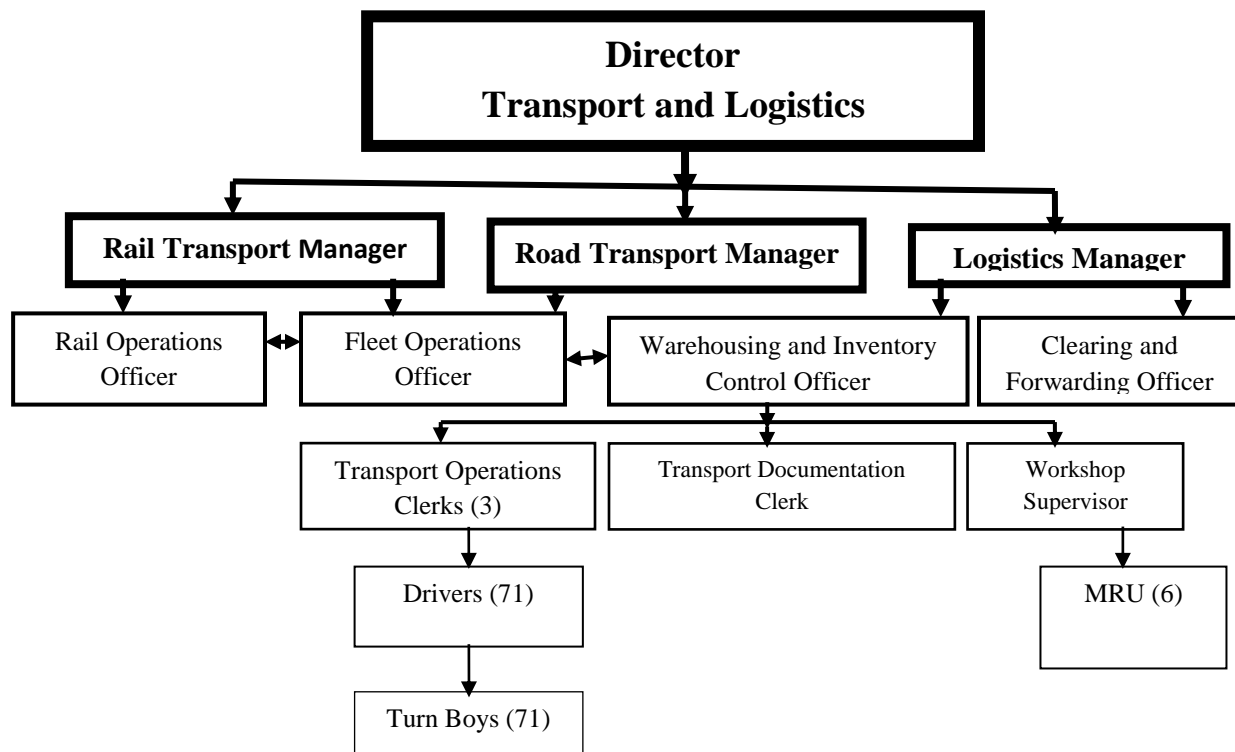 Director
Transport and Logistics
Rail Transport Manager
Road Transport Manager
Logistics Manager
Rail Operations
Officer
Fleet Operations
Officer
Warehousing and Inventory
Control Officer
Clearing and
Forwarding Officer
Transport Operations
Clerks (3)
Transport Documentation
Clerk
Workshop
Supervisor
Drivers (71)
MRU (6)
Turn Boys (71)